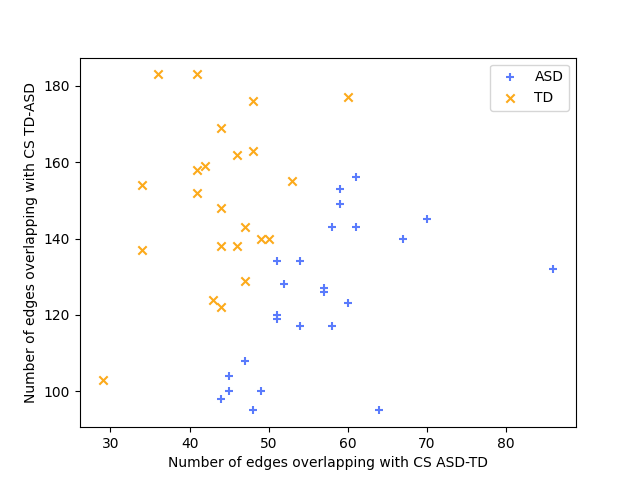 ASD
TD
180
160
140
120
100
Number of edges overlapping with CS TD-ASD
30 40 50 60 70 80
Number of edges overlapping with CS ASD-TD